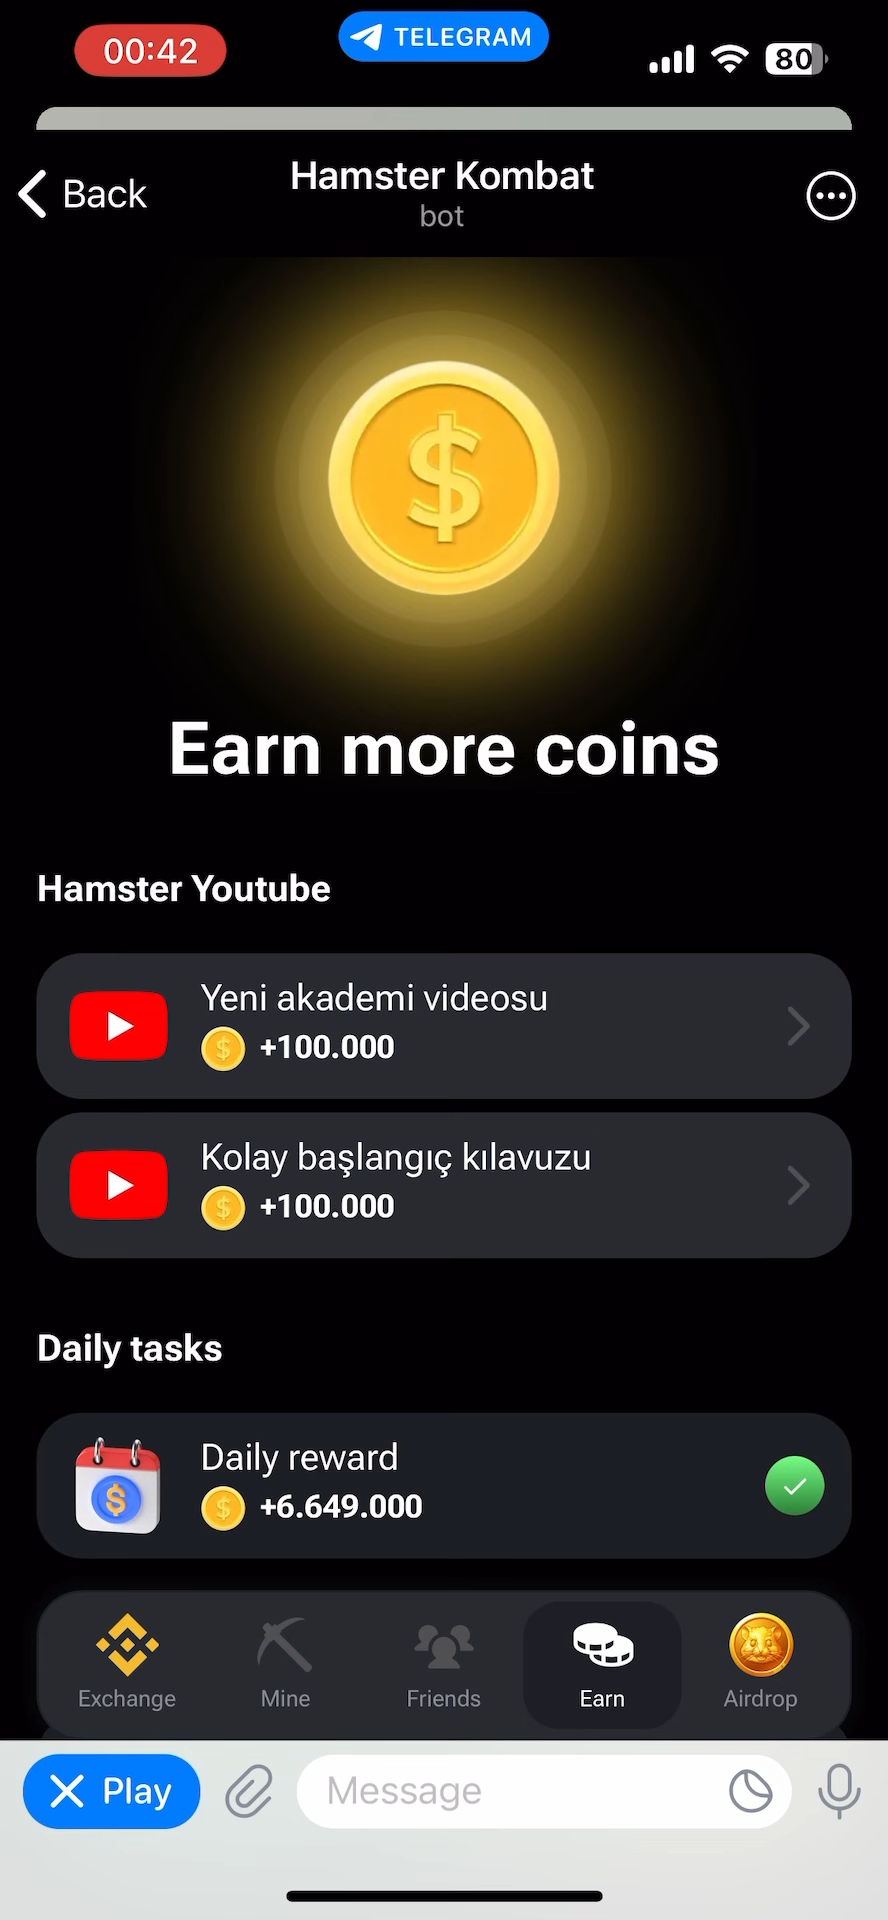 00:42
TELEGRAM
80
Back
Hamster Kombat
bot
Earn more coins
Hamster Youtube
Yeni akademi videosu
+100.000
Kolay başlangıç kılavuzu
+100.000
Daily tasks
Daily reward
+6.649.000
Exchange
Mine
Friends
Earn
Airdrop
Play
Message